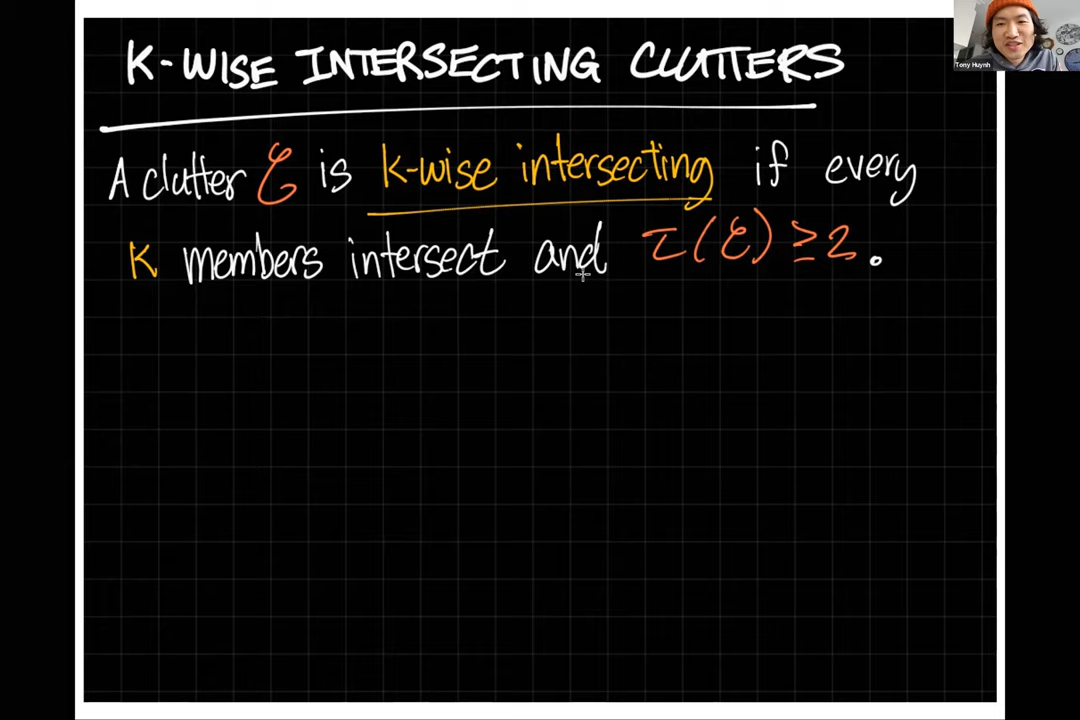 K-WISE INTERSECTING CLUTTERS
A clutter 𝒞 is k-wise intersecting if every
K members intersect and τ(𝒞) ≥ 2.
Tony Huynh